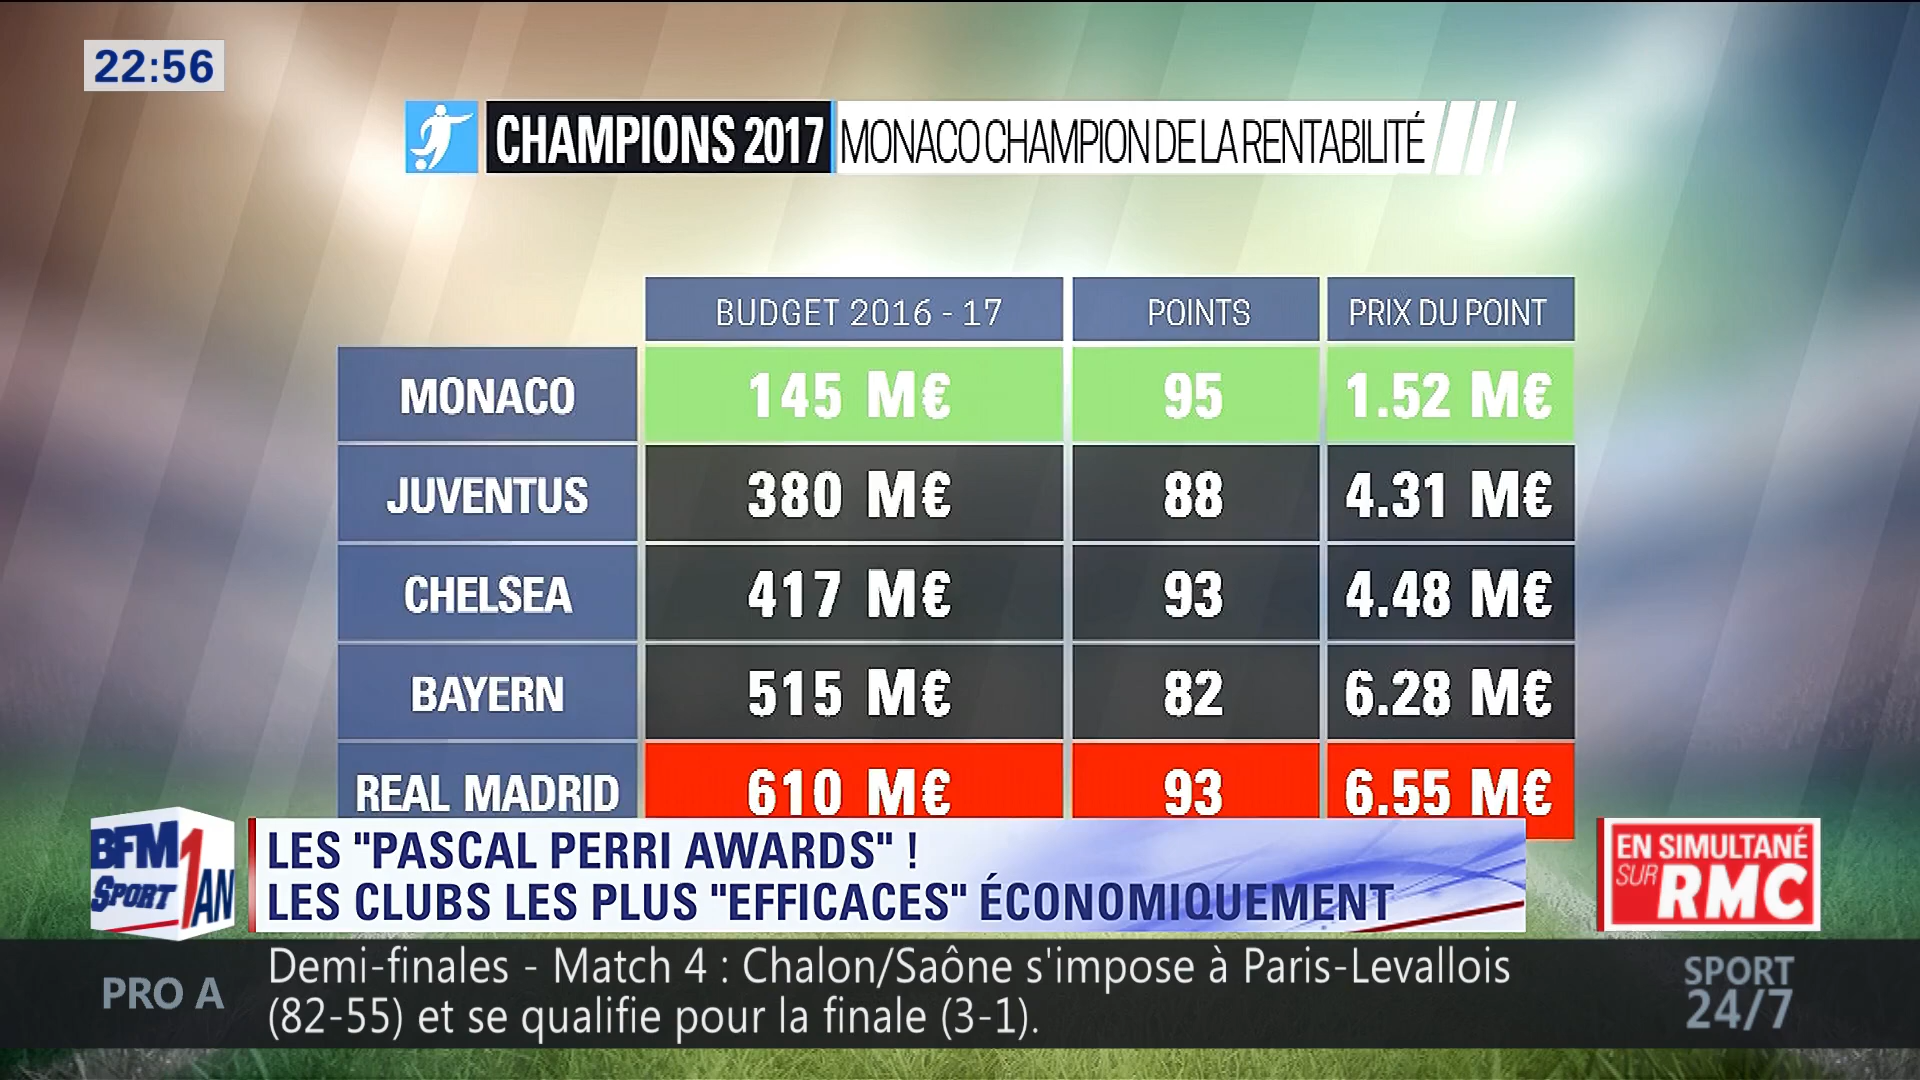 22:56
CHAMPIONS 2017 MONACO CHAMPION DE LA RENTABILITÉ
BUDGET 2016 - 17 POINTS PRIX DU POINT
MONACO 145 M€ 95 1.52 M€
JUVENTUS 380 M€ 88 4.31 M€
CHELSEA 417 M€ 93 4.48 M€
BAYERN 515 M€ 82 6.28 M€
REAL MADRID 610 M€ 93 6.55 M€
BFM SPORT 1 AN
LES "PASCAL PERRI AWARDS" !
LES CLUBS LES PLUS "EFFICACES" ÉCONOMIQUEMENT
EN SIMULTANÉ
SUR RMC
PRO A
Demi-finales - Match 4 : Chalon/Saône s'impose à Paris-Levallois
(82-55) et se qualifie pour la finale (3-1).
SPORT
24/7